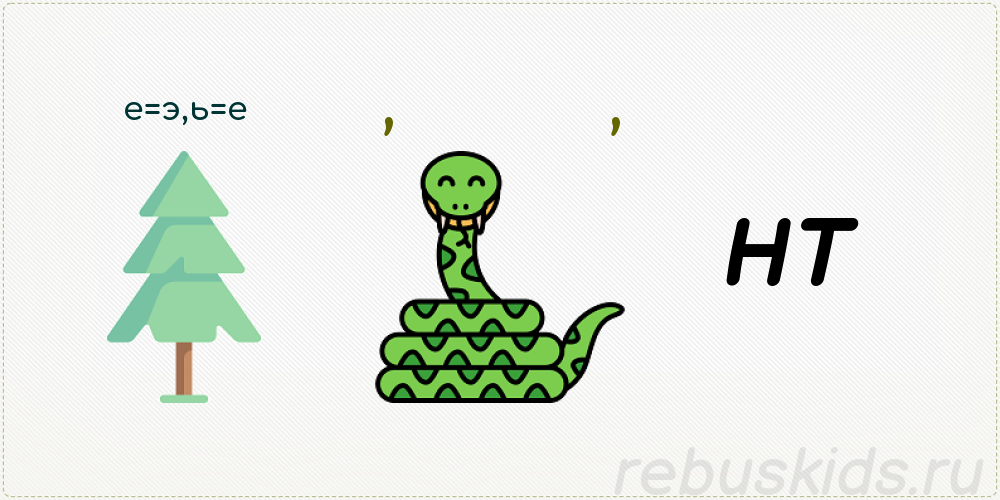 е=э,ь=е
, ,
НТ
rebuskids.ru